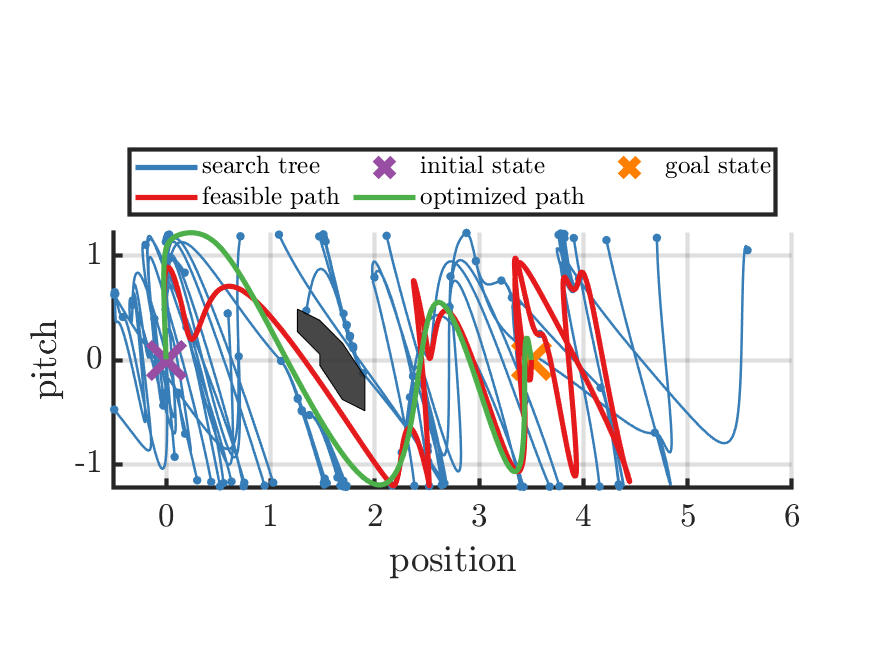 search tree initial state goal state
feasible path optimized path
1
0
-1
pitch
0 1 2 3 4 5 6
position